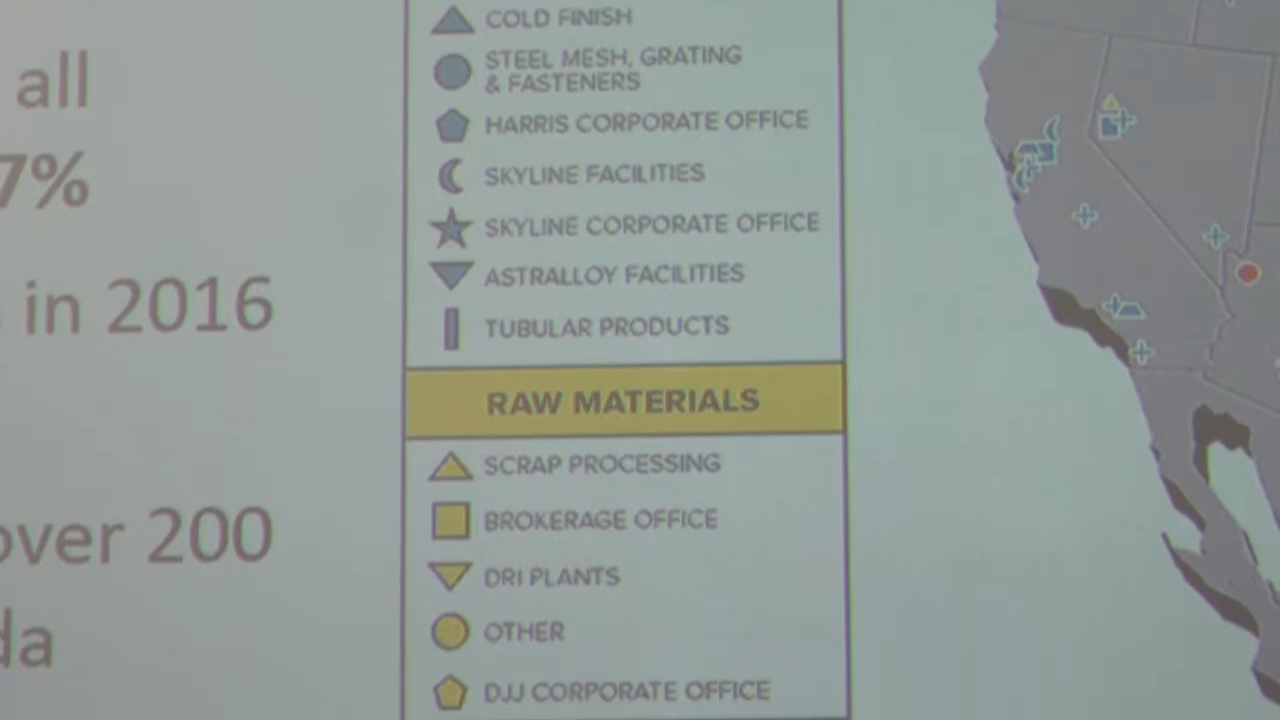 all
7%
in 2016
over 200
da
COLD FINISH
STEEL MESH, GRATING
& FASTENERS
HARRIS CORPORATE OFFICE
SKYLINE FACILITIES
SKYLINE CORPORATE OFFICE
ASTRALLOY FACILITIES
TUBULAR PRODUCTS
RAW MATERIALS
SCRAP PROCESSING
BROKERAGE OFFICE
DRI PLANTS
OTHER
DJJ CORPORATE OFFICE